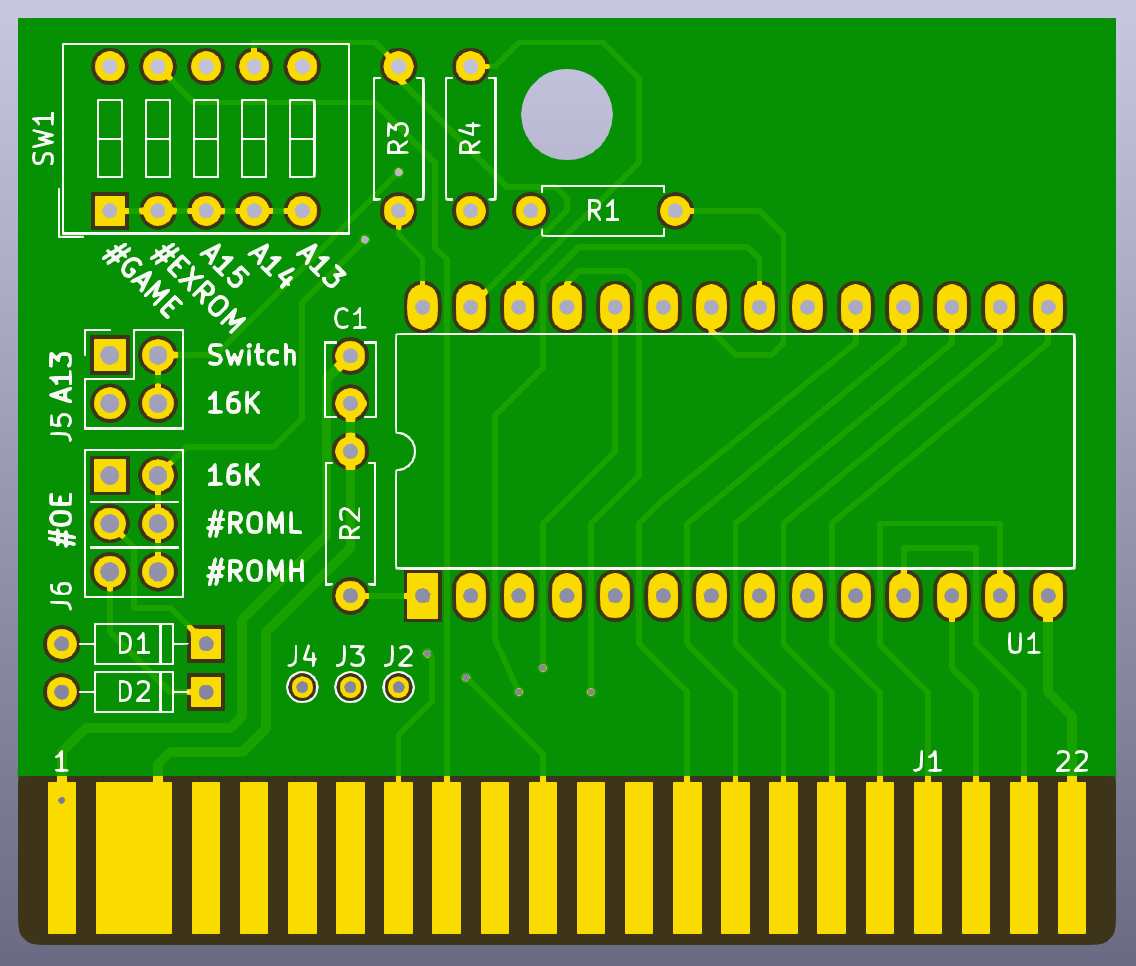 SW1
R3
R4
R1
#GAME
#EXROM
A15
A14
A13
C1
J5 A13
Switch
16K
#OE
J6
16K
#ROML
#ROMH
R2
D1
D2
J4
J3
J2
U1
1
J1
22